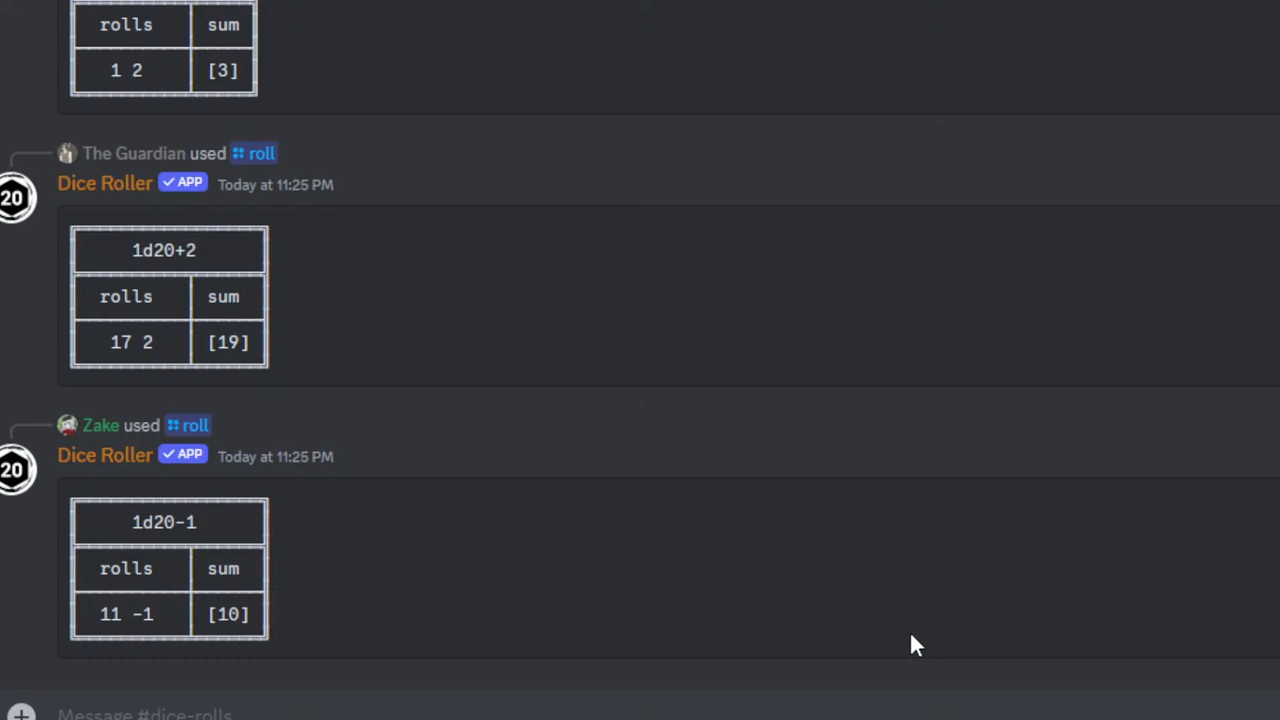 rolls sum
1 2 [3]
The Guardian used roll
20 Dice Roller APP Today at 11:25 PM
1d20+2
rolls sum
17 2 [19]
Zake used roll
20 Dice Roller APP Today at 11:25 PM
1d20-1
rolls sum
11 -1 [10]
Message #dice-rolls